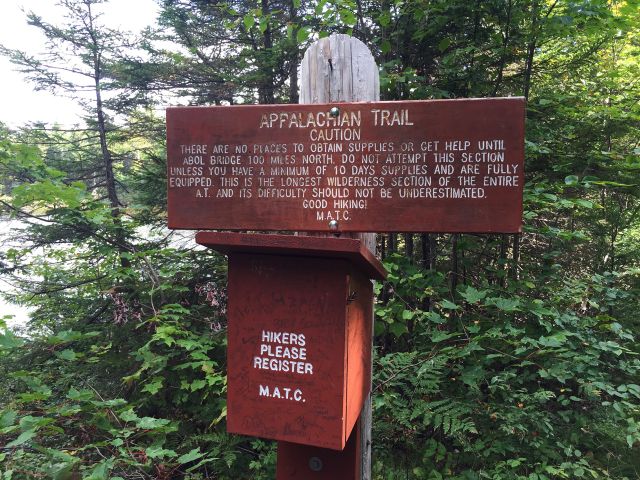 APPALACHIAN TRAIL
CAUTION
THERE ARE NO PLACES TO OBTAIN SUPPLIES OR GET HELP UNTIL
ABOL BRIDGE 100 MILES NORTH. DO NOT ATTEMPT THIS SECTION
UNLESS YOU HAVE A MINIMUM OF 10 DAYS SUPPLIES AND ARE FULLY
EQUIPPED. THIS IS THE LONGEST WILDERNESS SECTION OF THE ENTIRE
A.T. AND ITS DIFFICULTY SHOULD NOT BE UNDERESTIMATED.
GOOD HIKING!
M.A.T.C.
HIKERS
PLEASE
REGISTER
M.A.T.C.